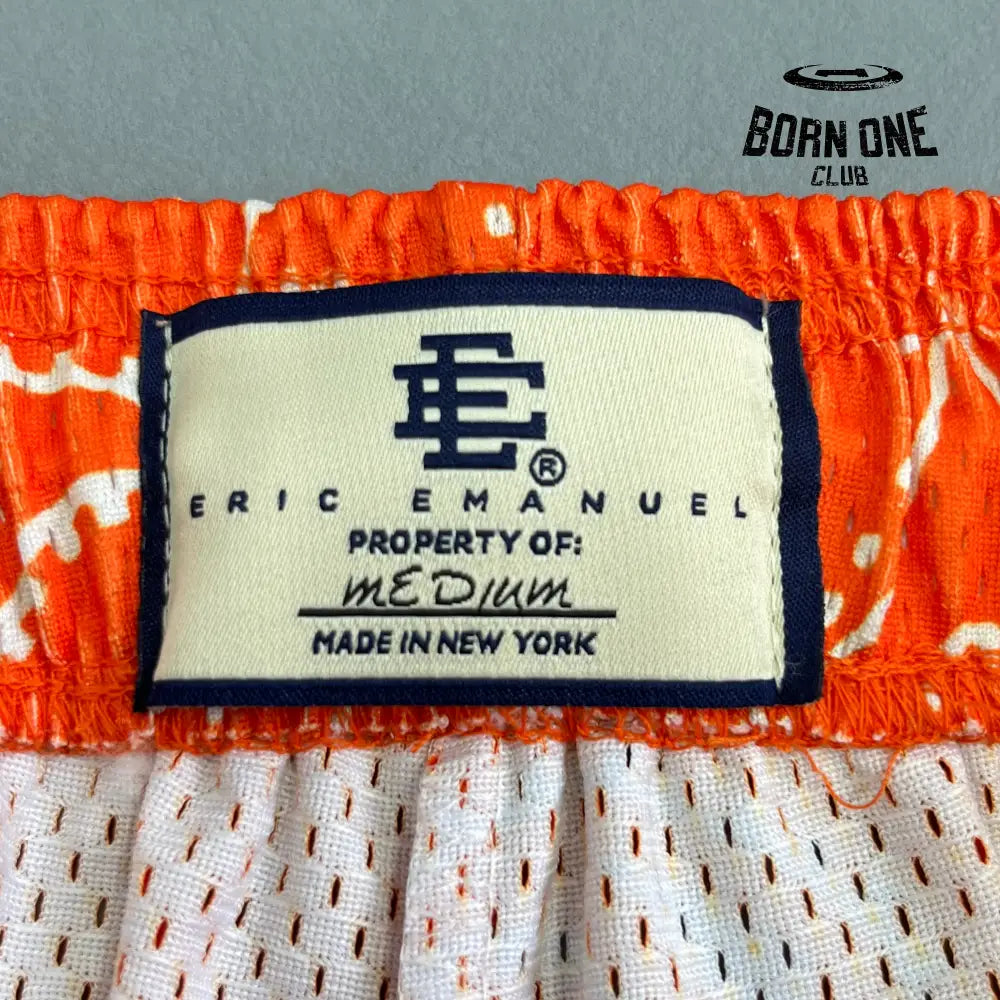 BORN ONE
CLUB
EE
®
ERIC EMANUEL
PROPERTY OF:
MEDIUM
MADE IN NEW YORK